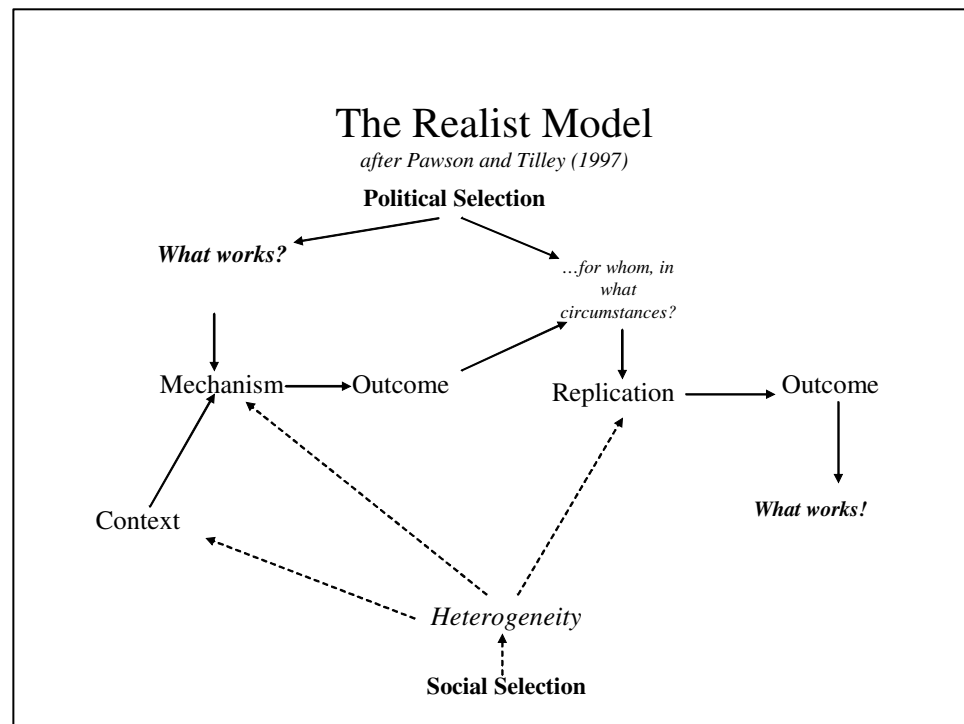 The Realist Model
after Pawson and Tilley (1997)
Political Selection
What works?
…for whom, in
what
circumstances?
Mechanism
Outcome
Replication
Outcome
Context
What works!
Heterogeneity
Social Selection